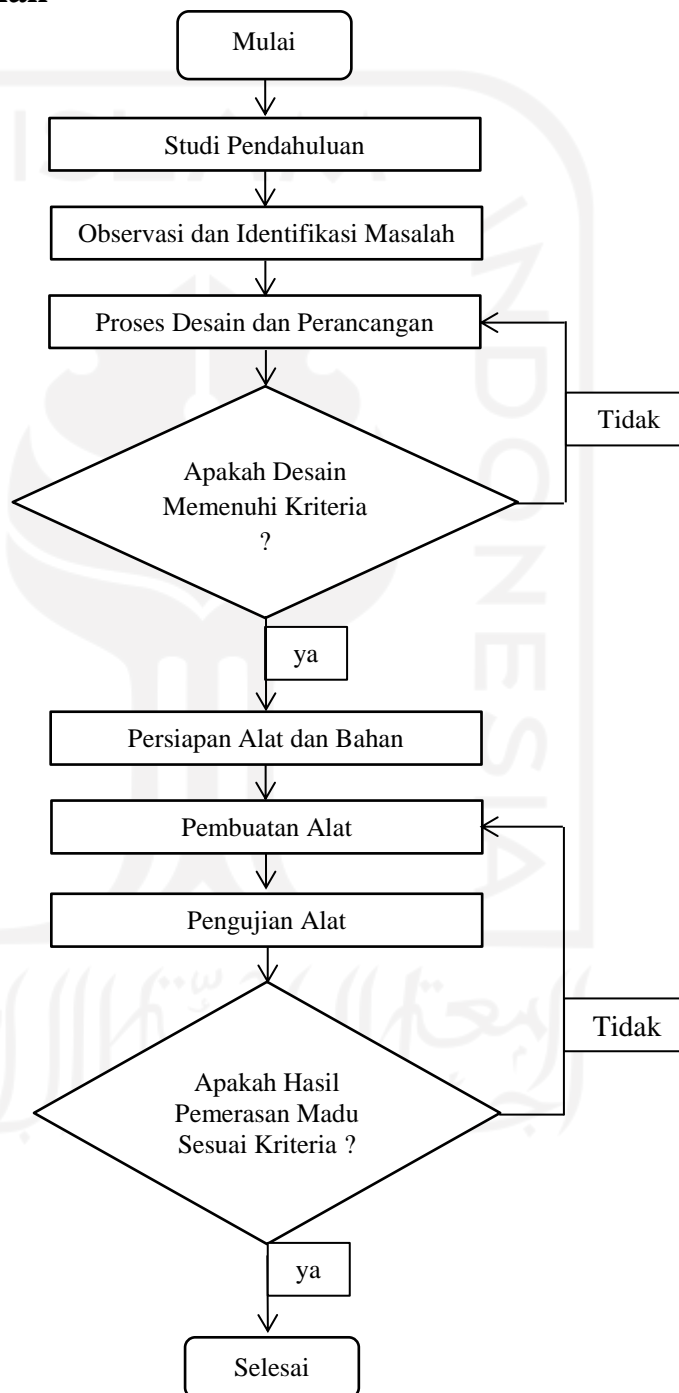 Mulai
Studi Pendahuluan
Observasi dan Identifikasi Masalah
Proses Desain dan Perancangan
Tidak
Apakah Desain
Memenuhi Kriteria
?
ya
Persiapan Alat dan Bahan
Pembuatan Alat
Pengujian Alat
Tidak
Apakah Hasil
Pemerasan Madu
Sesuai Kriteria ?
ya
Selesai
INDONESIA